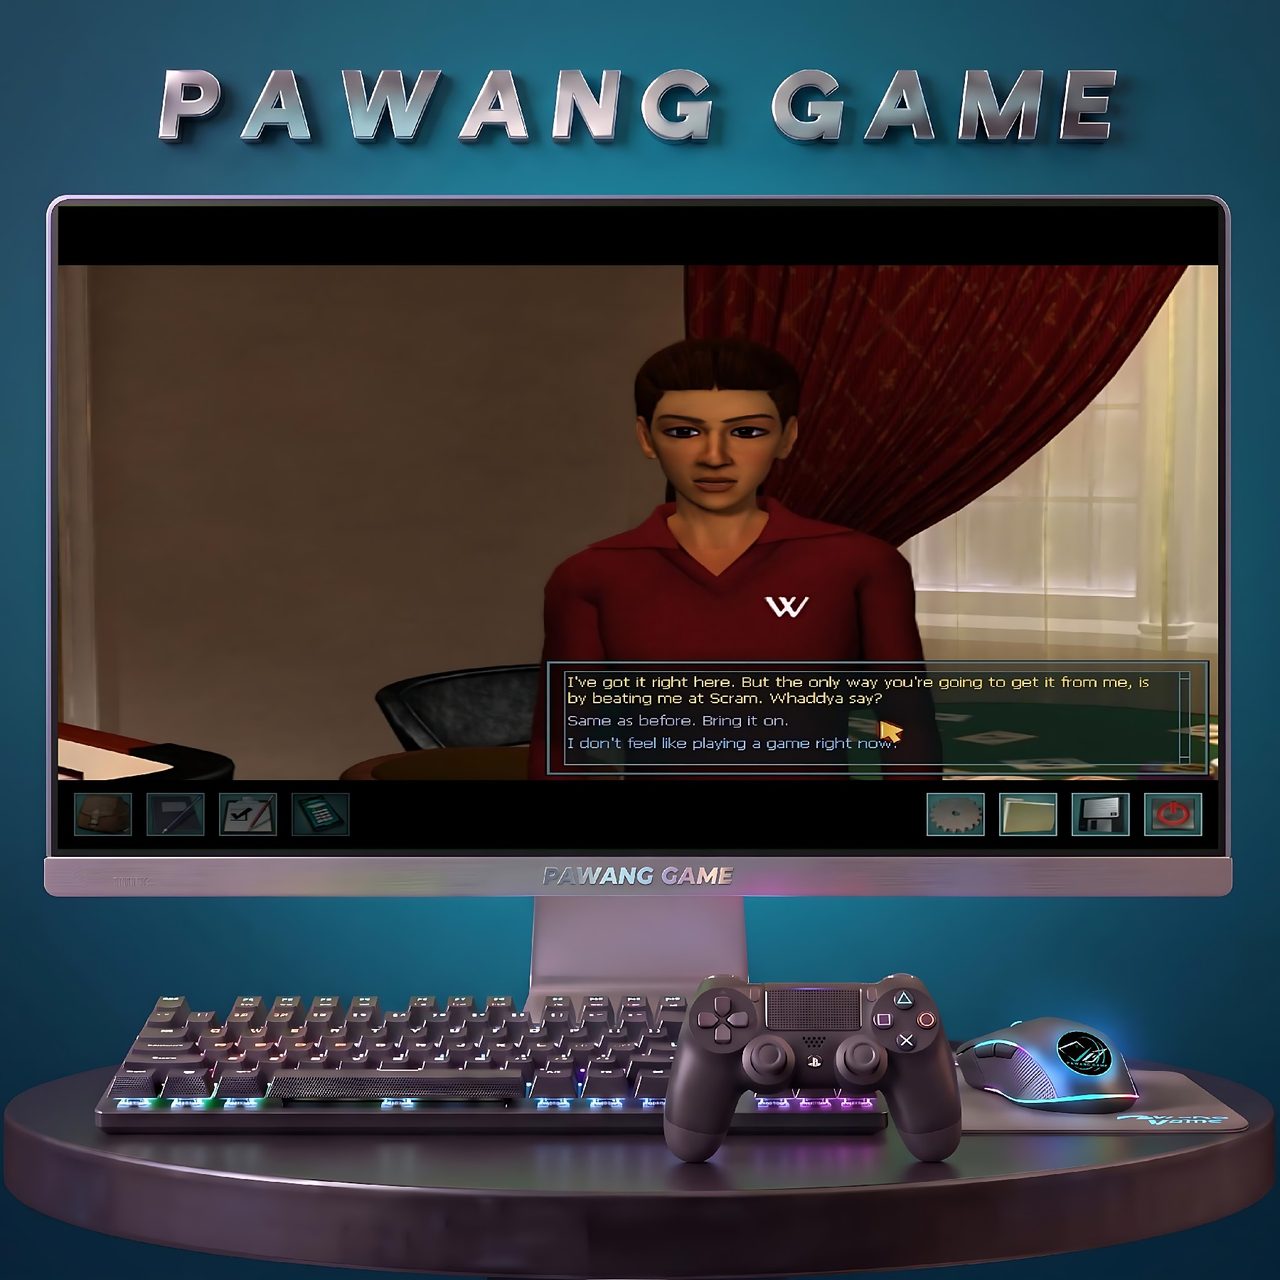 PAWANG GAME
W
I've got it right here. But the only way you're going to get it from me, is
by beating me at Scram. Whaddya say?
Same as before. Bring it on.
I don't feel like playing a game right now.
PAWANG GAME